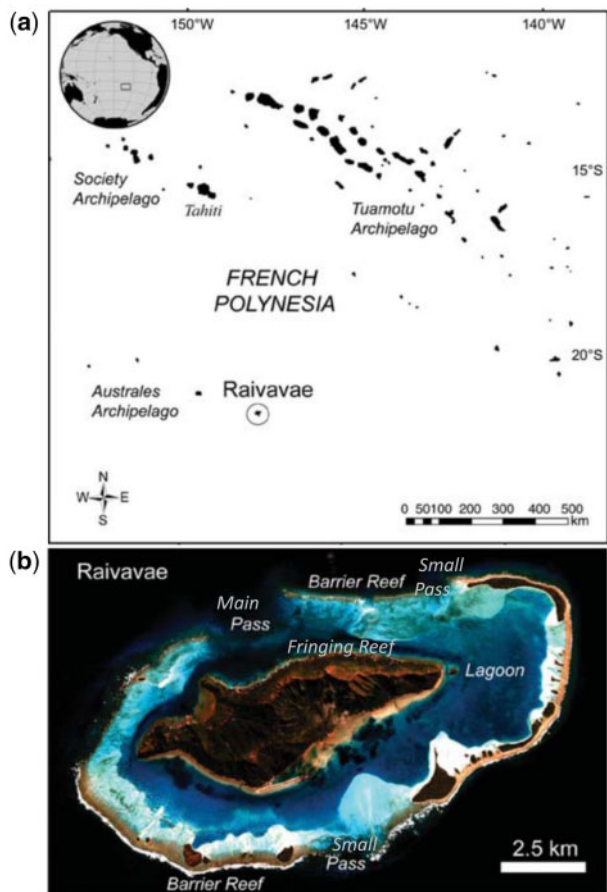 (a)
150°W
145°W
140°W
Society
Archipelago
Tahiti
Tuamotu
Archipelago
15°S
FRENCH
POLYNESIA
20°S
Australes
Archipelago
Raivavae
N
W E
S
0 50100 200 300 400 500
km
(b)
Raivavae
Barrier Reef
Small
Pass
Main
Pass
Fringing Reef
Lagoon
Small
Pass
2.5 km
Barrier Reef